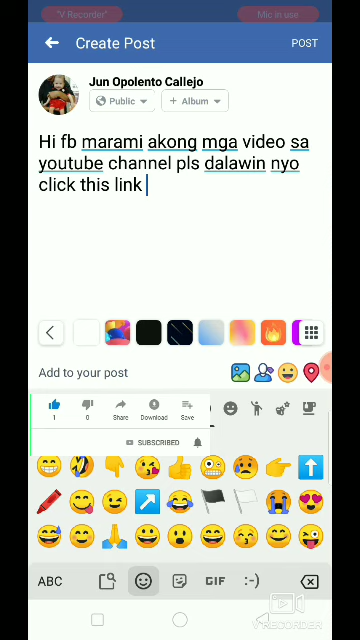 "V Recorder"
Mic in use
Create Post
POST
Jun Opolento Callejo
Public
+ Album
Hi fb marami akong mga video sa
youtube channel pls dalawin nyo
click this link
Add to your post
1
0
Share
Download
Save
SUBSCRIBED
ABC
GIF
:-)
V RECORDER